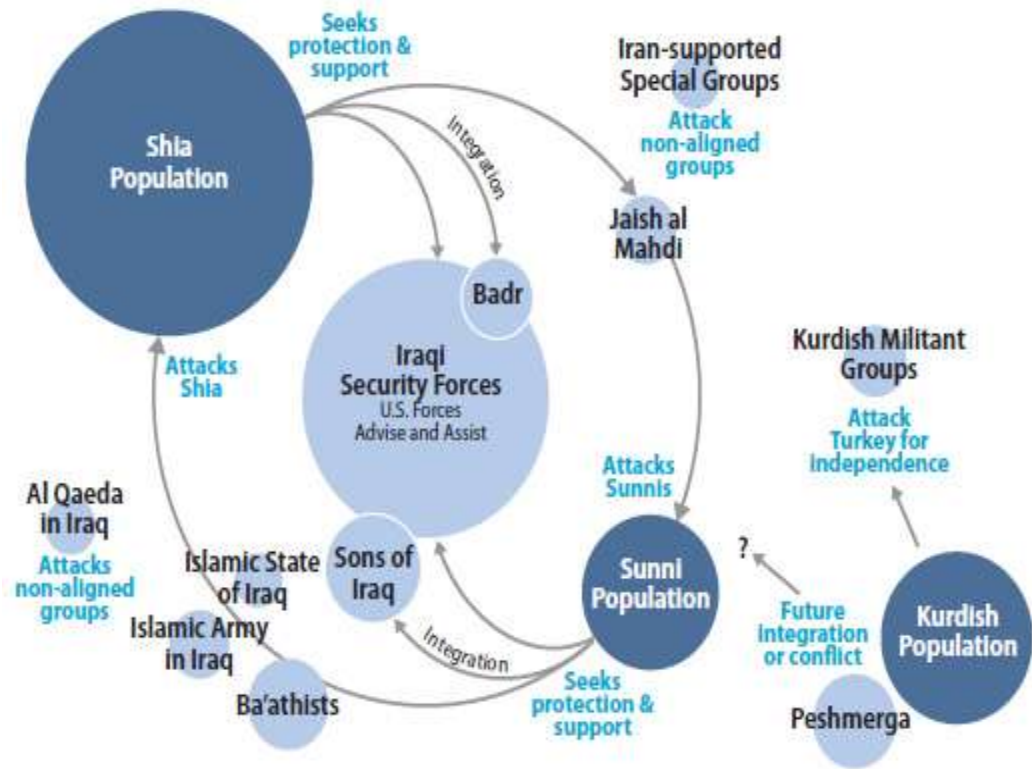 Seeks
protection &
support
Iran-supported
Special Groups
Attack
non-aligned
groups
Shia
Population
Integration
Jaish al
Mahdi
Badr
Iraqi
Security Forces
U.S. Forces
Advise and Assist
Attacks
Shia
Kurdish Militant
Groups
Attack
Turkey for
independence
Attacks
Sunnis
Al Qaeda
in Iraq
Attacks
non-aligned
groups
Islamic State
of Iraq
Sons of
Iraq
Islamic Army
in Iraq
Integration
Ba'athists
Sunni
Population
?
Future
integration
or conflict
Kurdish
Population
Seeks
protection &
support
Peshmerga